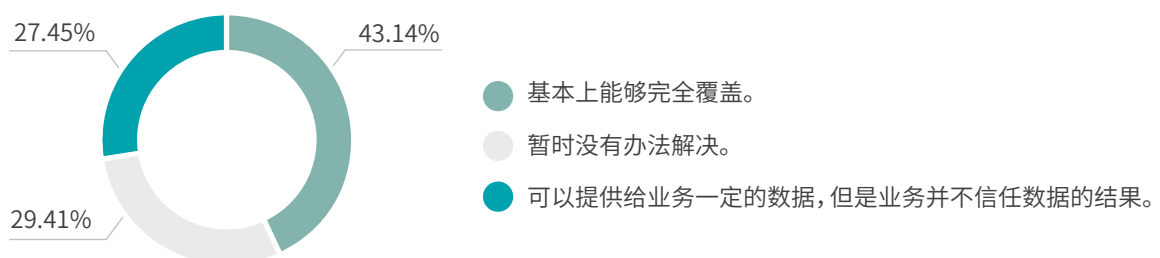 27.45%
43.14%
基本上能够完全覆盖。
暂时没有办法解决。
可以提供给业务一定的数据，但是业务并不信任数据的结果。
29.41%